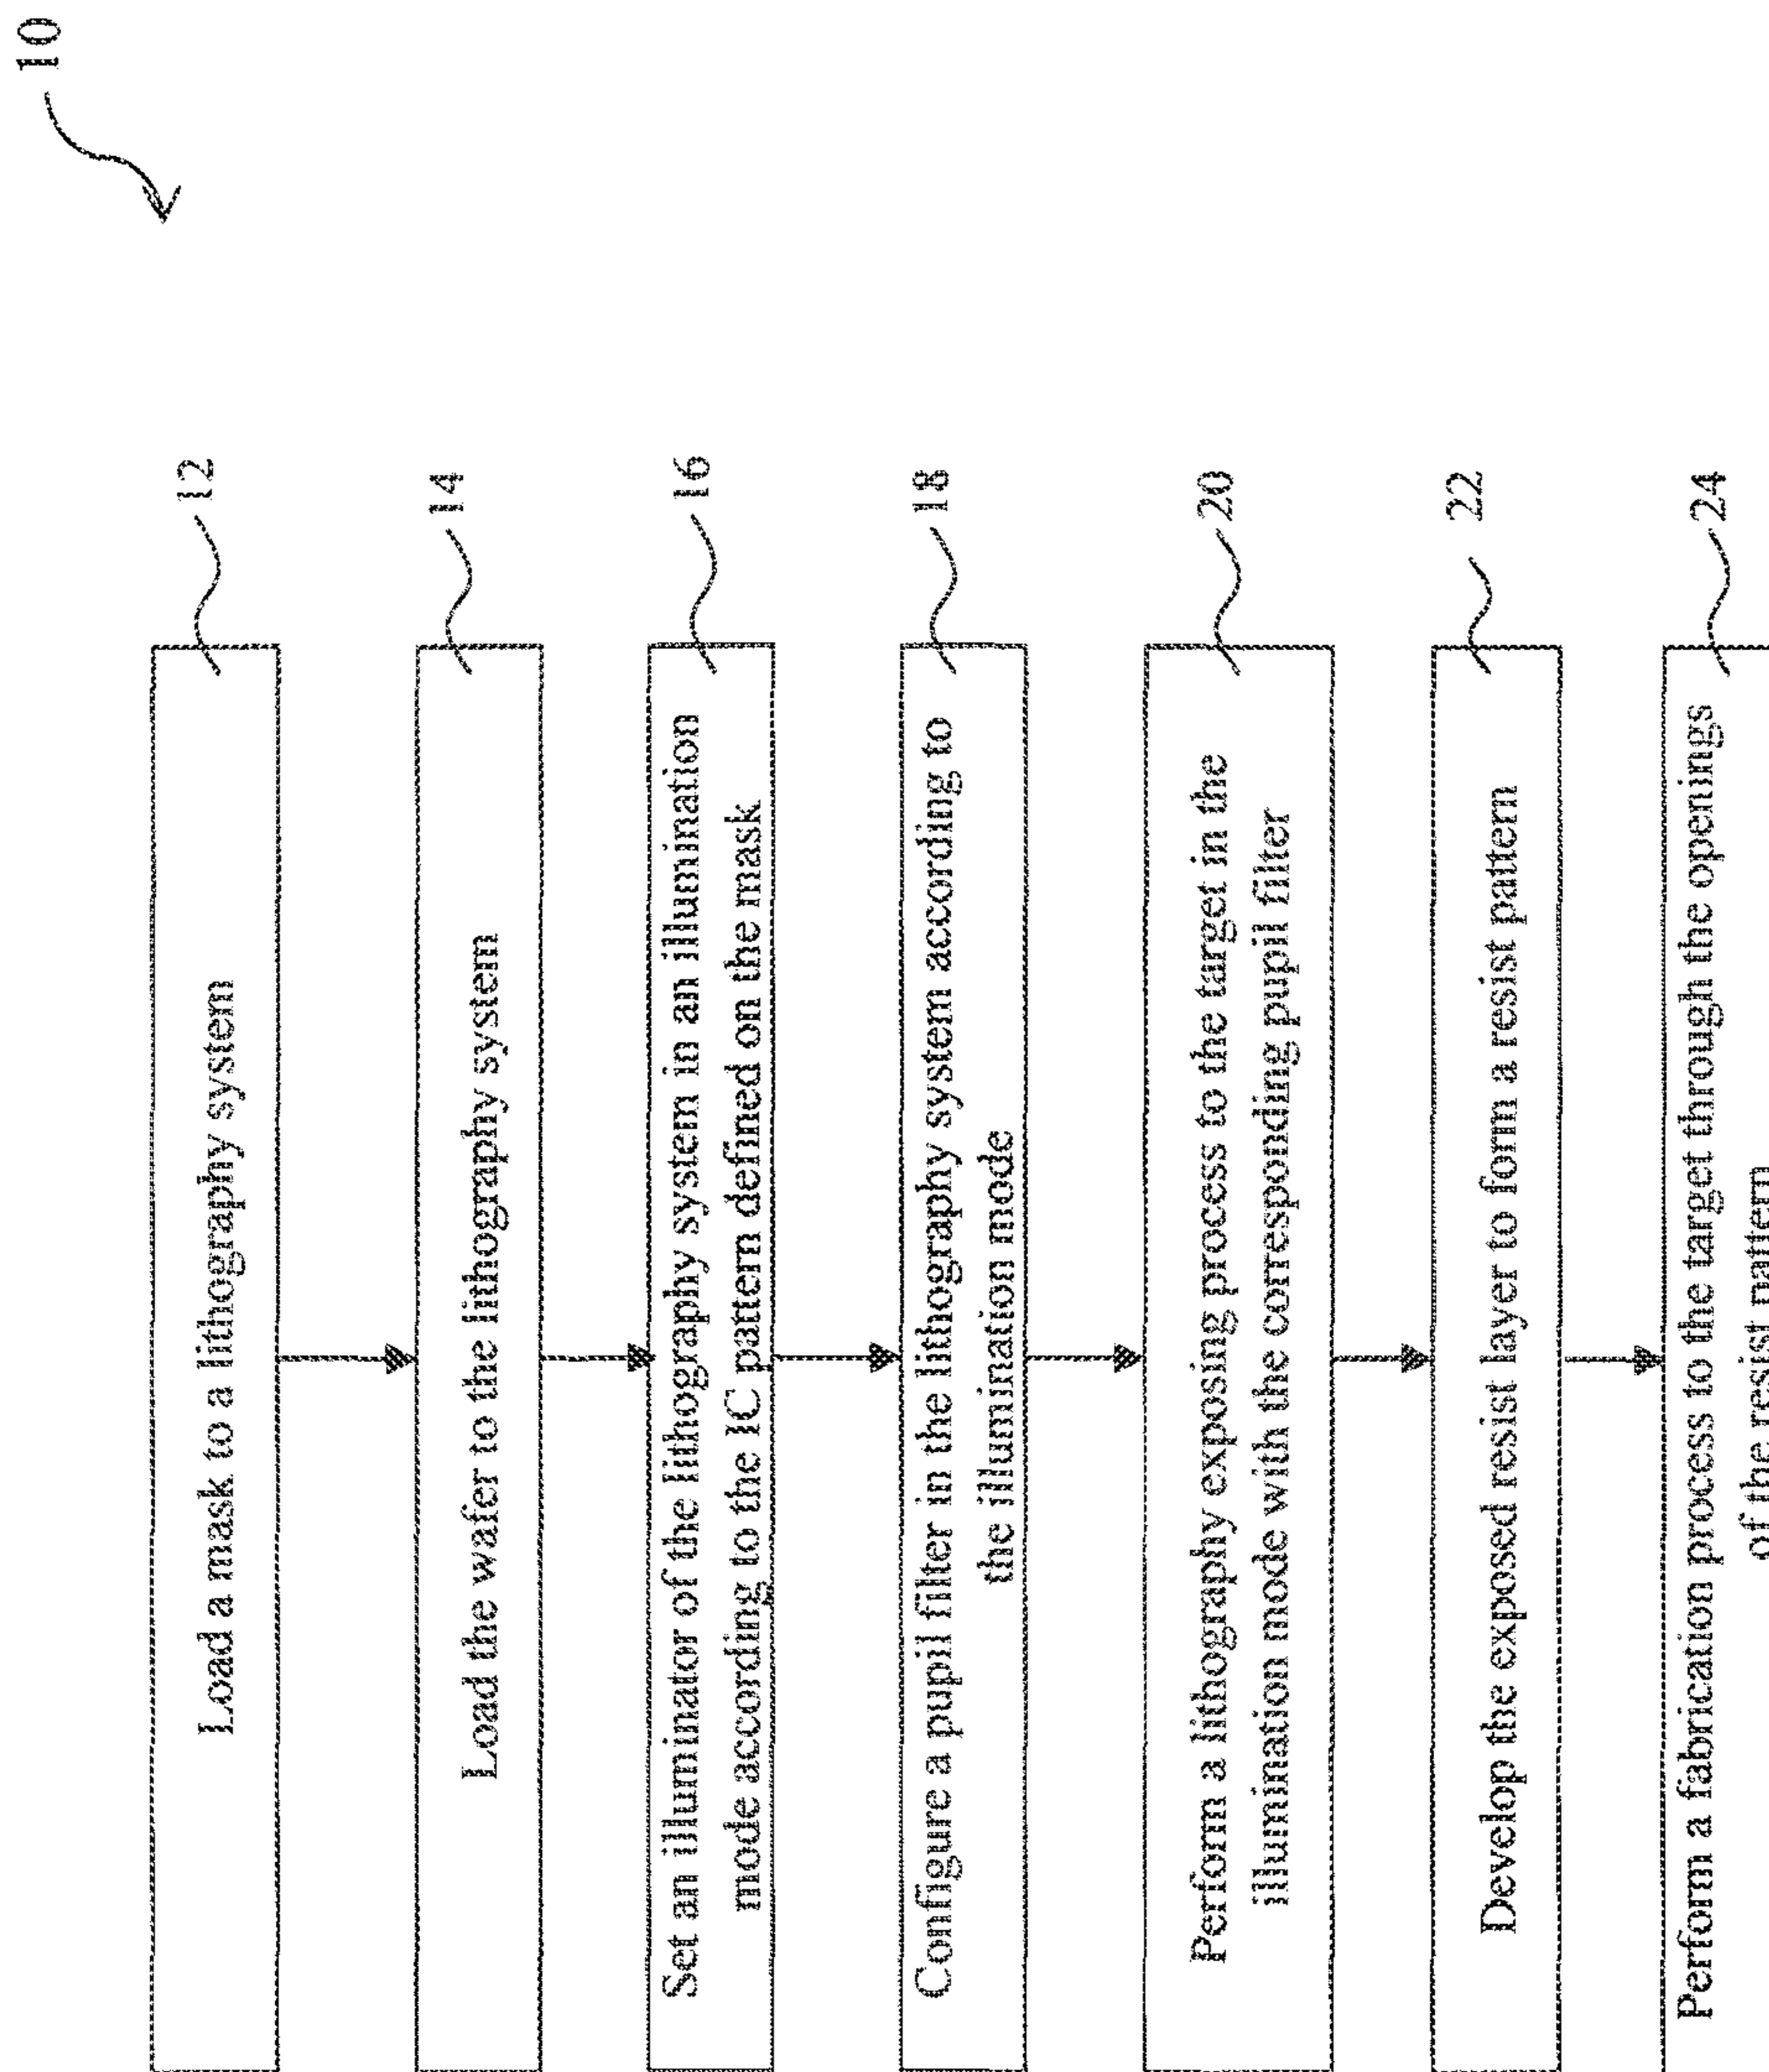 10
Load a mask to a lithography system
12
Load the wafer to the lithography system
14
Set an illuminator of the lithography system in an illumination
mode according to the IC pattern defined on the mask
16
Configure a pupil filter in the lithography system according to
the illumination mode
18
Perform a lithography exposing process to the target in the
illumination mode with the corresponding pupil filter
20
Develop the exposed resist layer to form a resist pattern
22
Perform a fabrication process to the target through the openings
of the resist pattern
24